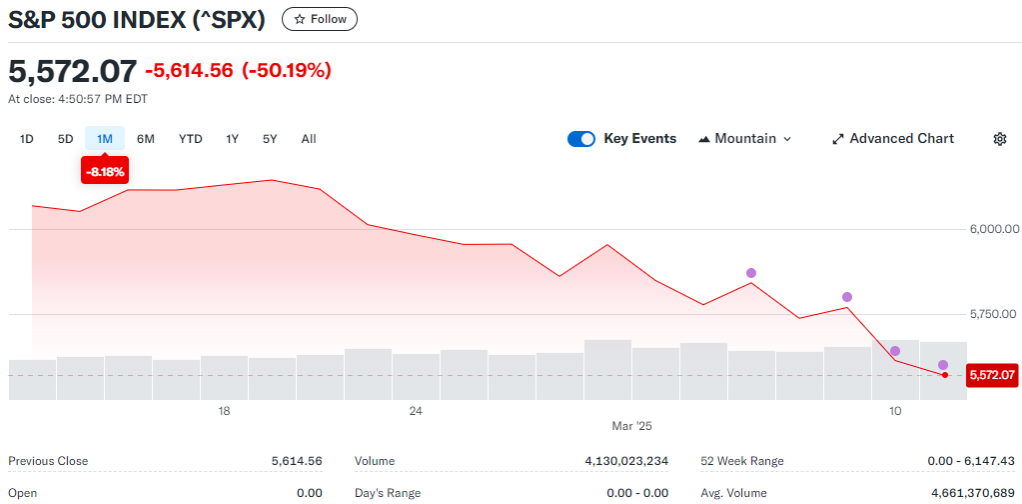 S&P 500 INDEX (^SPX) Follow
5,572.07 -5,614.56 (-50.19%)
At close: 4:50:57 PM EDT
1D 5D 1M 6M YTD 1Y 5Y All Key Events Mountain Advanced Chart
-8.18%
6,000.00
5,750.00
5,572.07
18 24 10
Mar '25
Previous Close 5,614.56 Volume 4,130,023,234 52 Week Range 0.00 - 6,147.43
Open 0.00 Day's Range 0.00 - 0.00 Avg. Volume 4,661,370,689